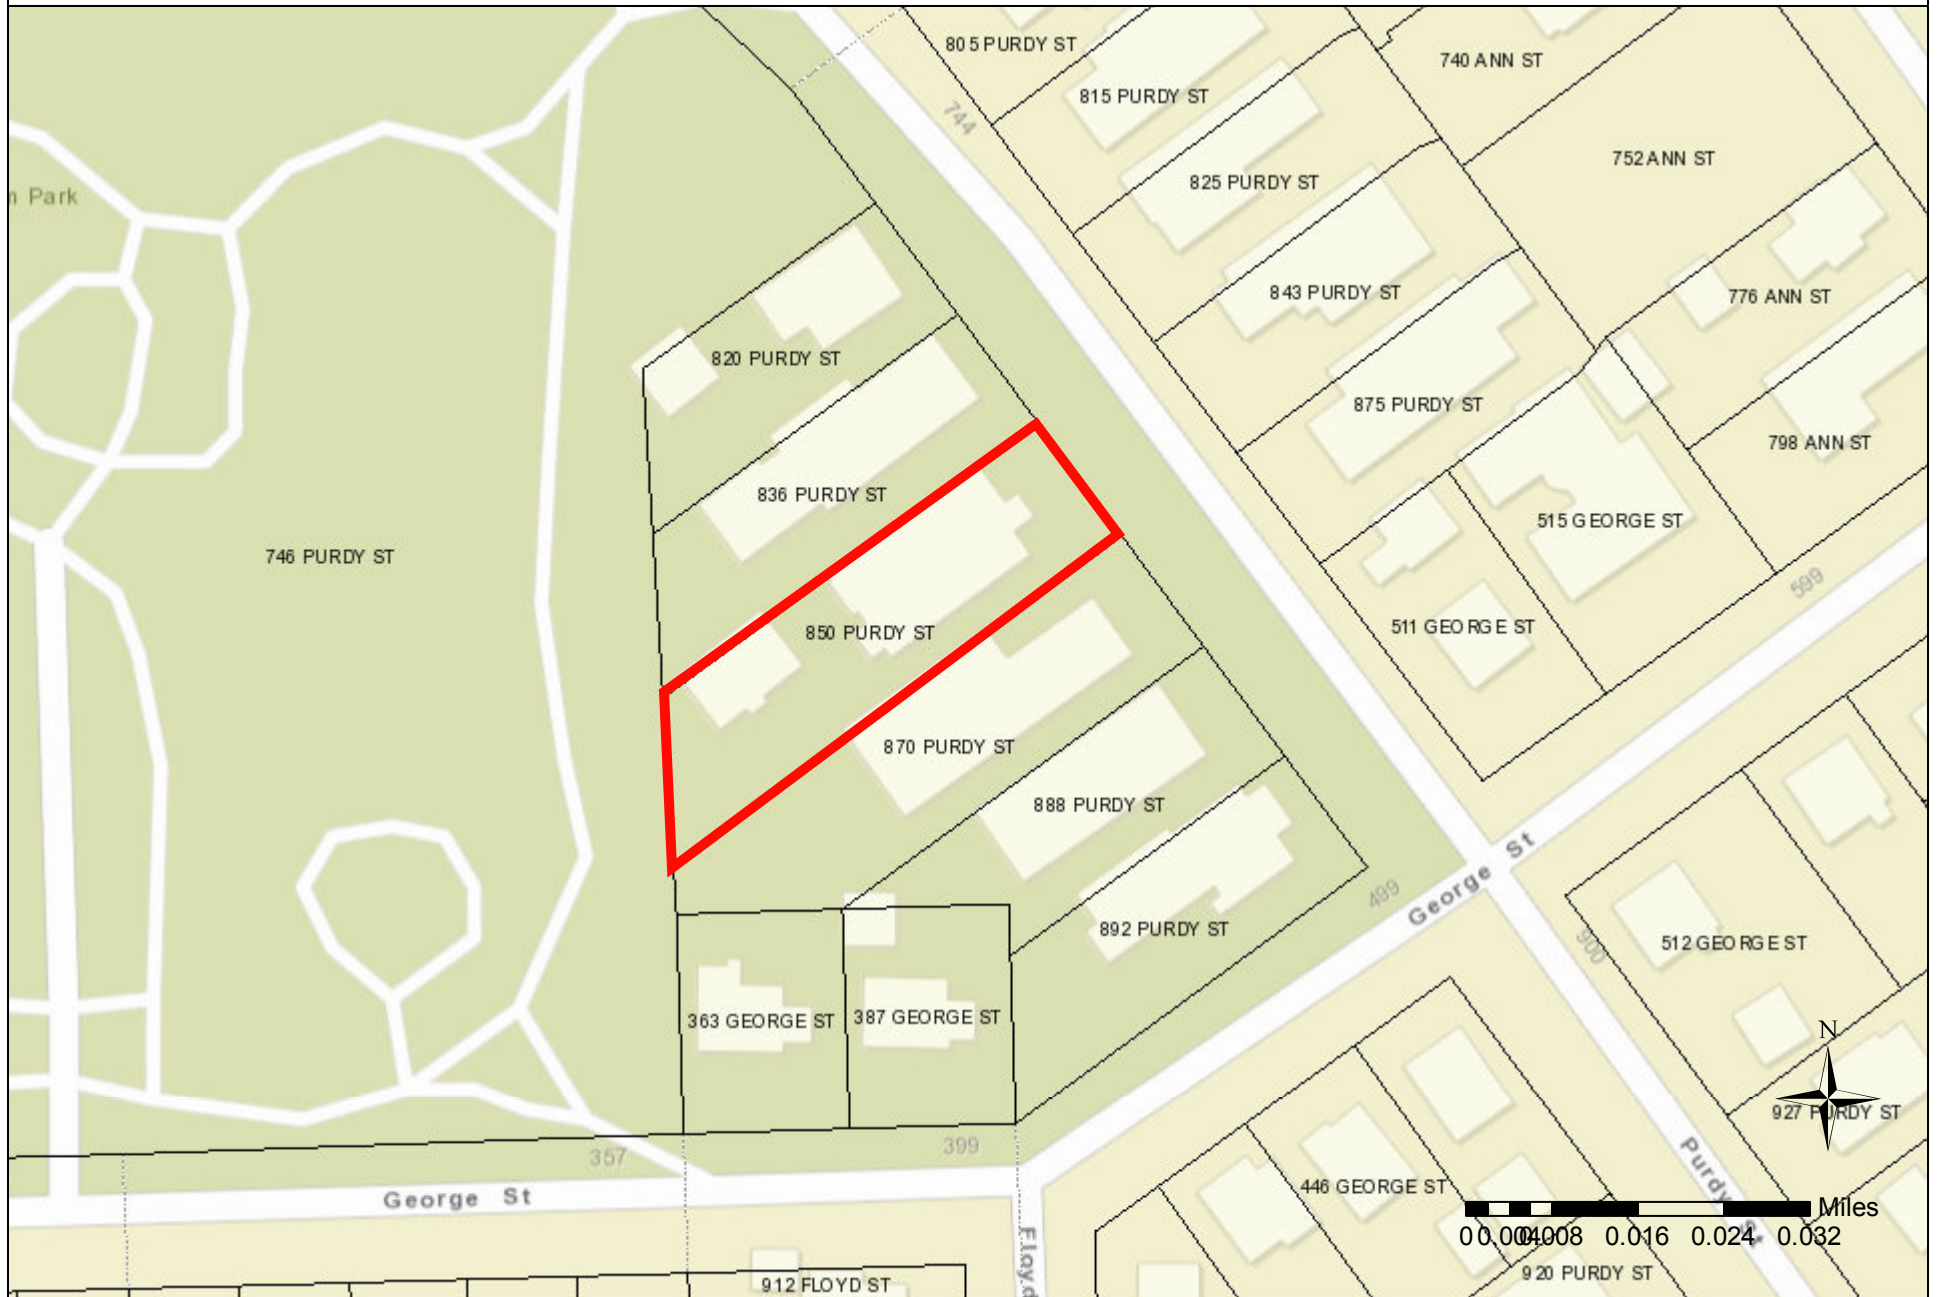 805 PURDY ST
740 ANN ST
815 PURDY ST
744
752 ANN ST
825 PURDY ST
Park
843 PURDY ST
776 ANN ST
820 PURDY ST
875 PURDY ST
798 ANN ST
836 PURDY ST
515 GEORGE ST
746 PURDY ST
599
850 PURDY ST
511 GEORGE ST
870 PURDY ST
888 PURDY ST
George St
499
892 PURDY ST
900
512 GEORGE ST
363 GEORGE ST
387 GEORGE ST
N
927 PURDY ST
399
357
George St
446 GEORGE ST
Purdy St
Miles
0 0.004 0.008 0.016 0.024 0.032
Floyd
920 PURDY ST
912 FLOYD ST